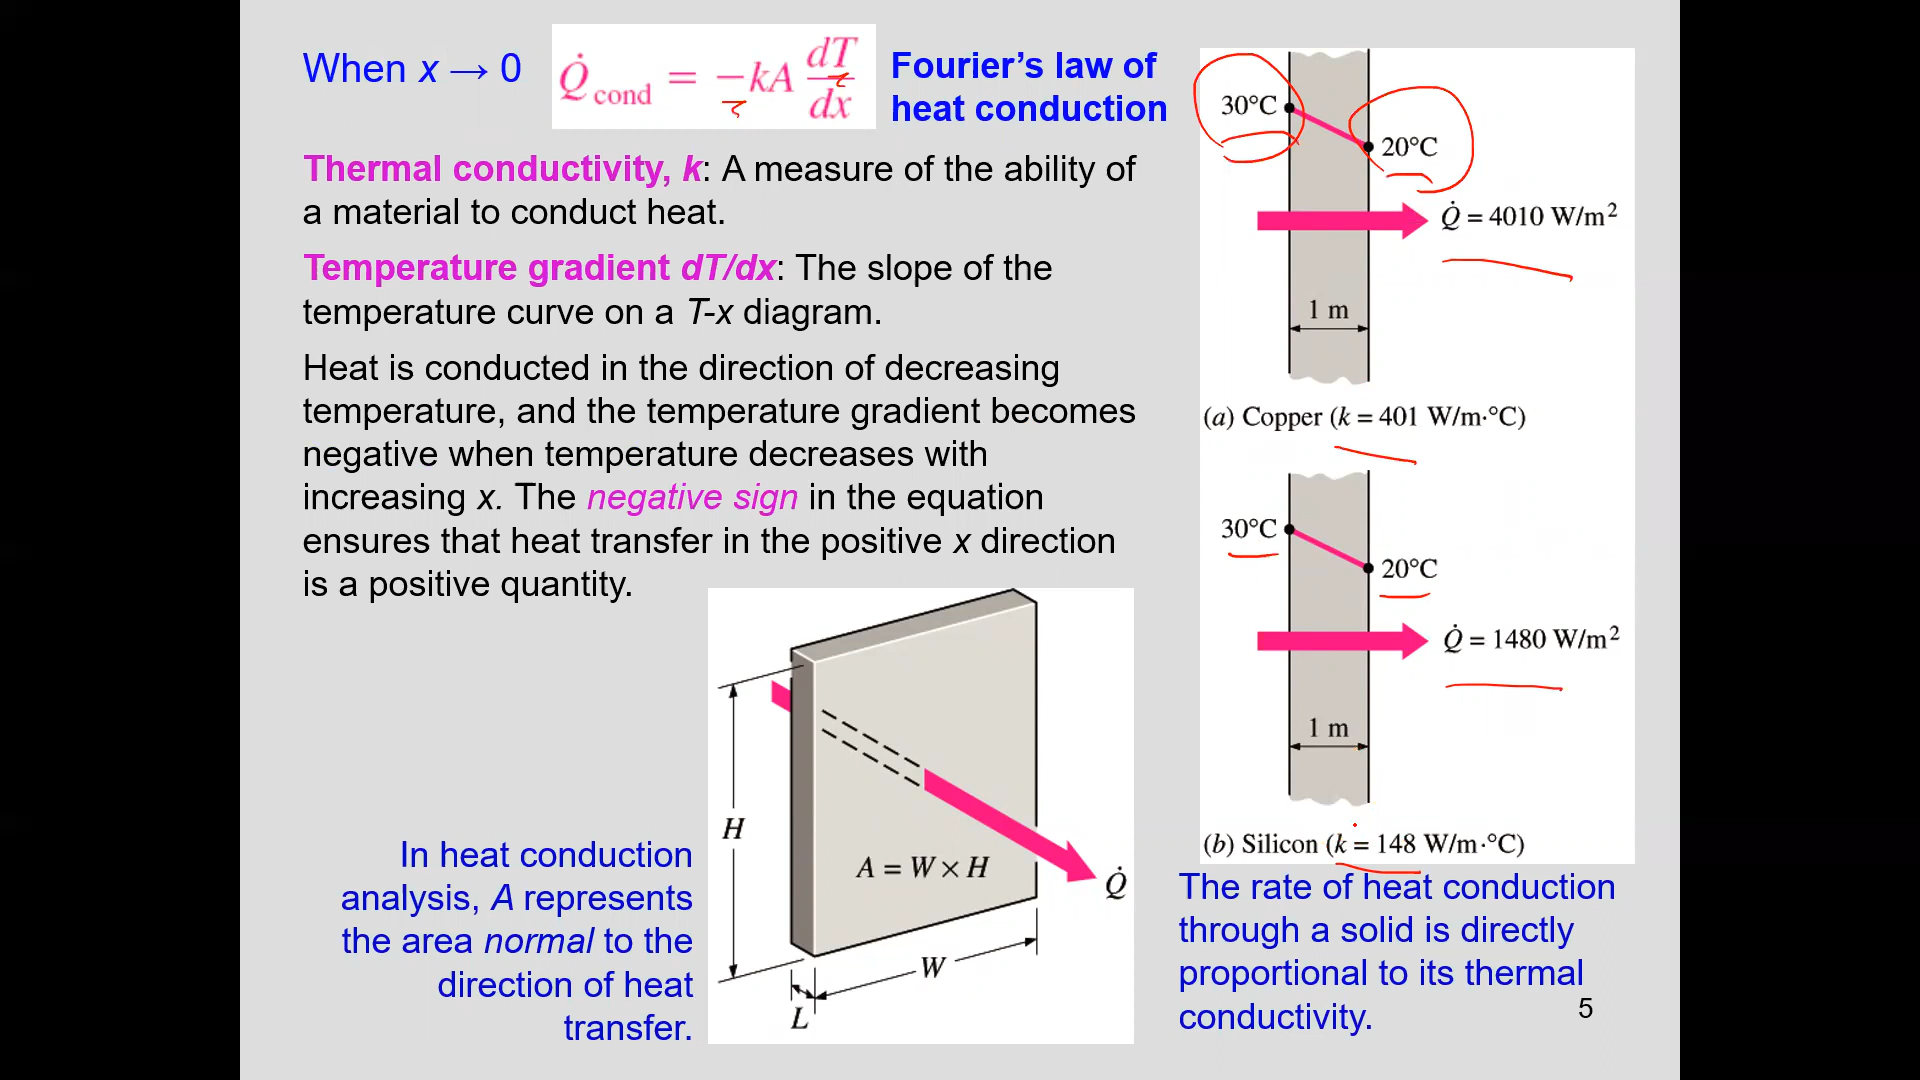 When x → 0
Q̇cond = −kA dT/dx
Fourier’s law of
heat conduction
Thermal conductivity, k: A measure of the ability of
a material to conduct heat.
Temperature gradient dT/dx: The slope of the
temperature curve on a T-x diagram.
Heat is conducted in the direction of decreasing
temperature, and the temperature gradient becomes
negative when temperature decreases with
increasing x. The negative sign in the equation
ensures that heat transfer in the positive x direction
is a positive quantity.
In heat conduction
analysis, A represents
the area normal to the
direction of heat
transfer.
H
A = W × H
Q̇
W
L
30°C
20°C
Q̇ = 4010 W/m²
1 m
(a) Copper (k = 401 W/m·°C)
30°C
20°C
Q̇ = 1480 W/m²
1 m
(b) Silicon (k = 148 W/m·°C)
The rate of heat conduction
through a solid is directly
proportional to its thermal
conductivity.
5